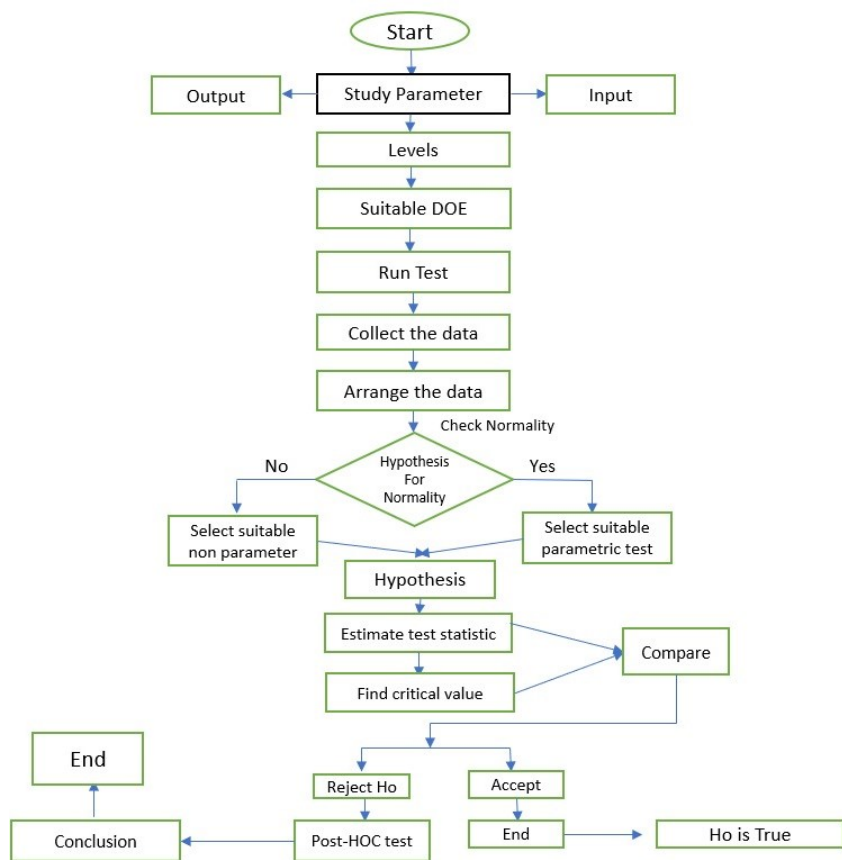 Start
Output
Study Parameter
Input
Levels
Suitable DOE
Run Test
Collect the data
Arrange the data
Check Normality
No
Hypothesis
For
Normality
Yes
Select suitable
non parameter
Select suitable
parametric test
Hypothesis
Estimate test statistic
Compare
Find critical value
End
Reject Ho
Accept
Conclusion
Post-HOC test
End
Ho is True